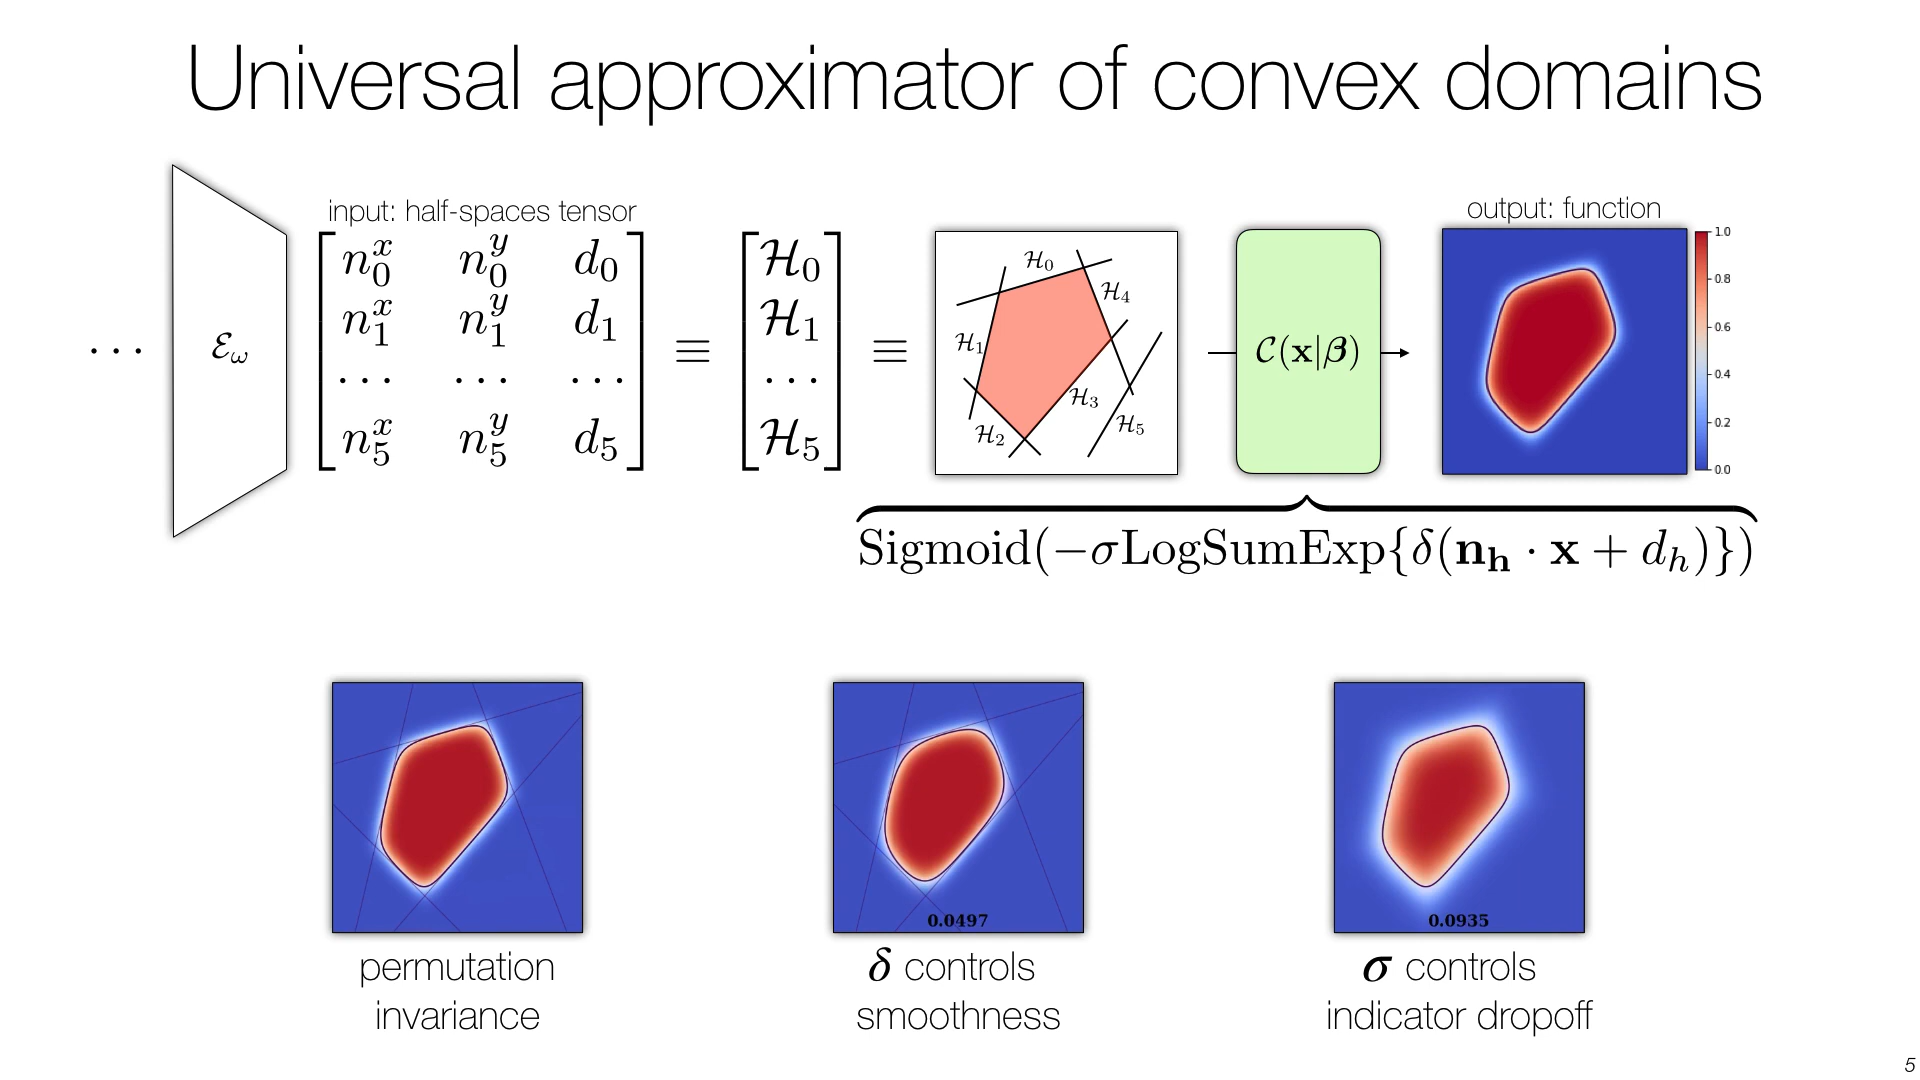 Universal approximator of convex domains
input: half-spaces tensor
output: function
··· ℰ_ω
n_0^x n_0^y d_0
n_1^x n_1^y d_1
··· ··· ···
n_5^x n_5^y d_5
≡
ℋ_0
ℋ_1
···
ℋ_5
≡
ℋ_0
ℋ_4
ℋ_1
ℋ_3
ℋ_5
ℋ_2
𝒞(𝐱|𝜷)
1.0
0.8
0.6
0.4
0.2
0.0
Sigmoid(−σLogSumExp{δ(𝐧_𝐡 · 𝐱 + d_h)})
0.0497
0.0935
permutation
invariance
𝜹 controls
smoothness
𝝈 controls
indicator dropoff
5